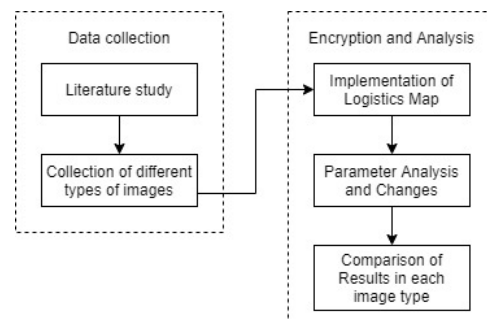 Data collection
Literature study
Collection of different
types of images
Encryption and Analysis
Implementation of
Logistics Map
Parameter Analysis
and Changes
Comparison of
Results in each
image type